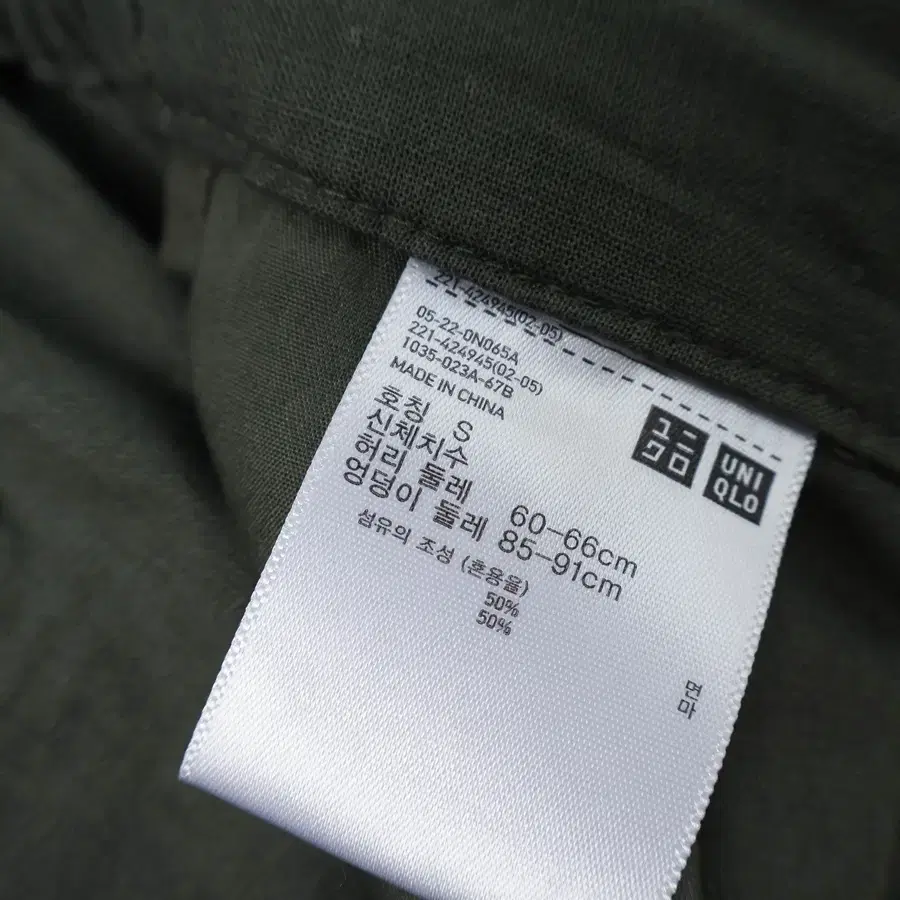 221-424945(02-05)
05-22-0N065A
221-424945(02-05)
1035-023A-67B
MADE IN CHINA
ユニ
クロ
UNI
QLO
호칭 S
신체치수
허리 둘레 60-66cm
엉덩이 둘레 85-91cm
섬유의 조성 (혼용율)
50% 면
50% 마